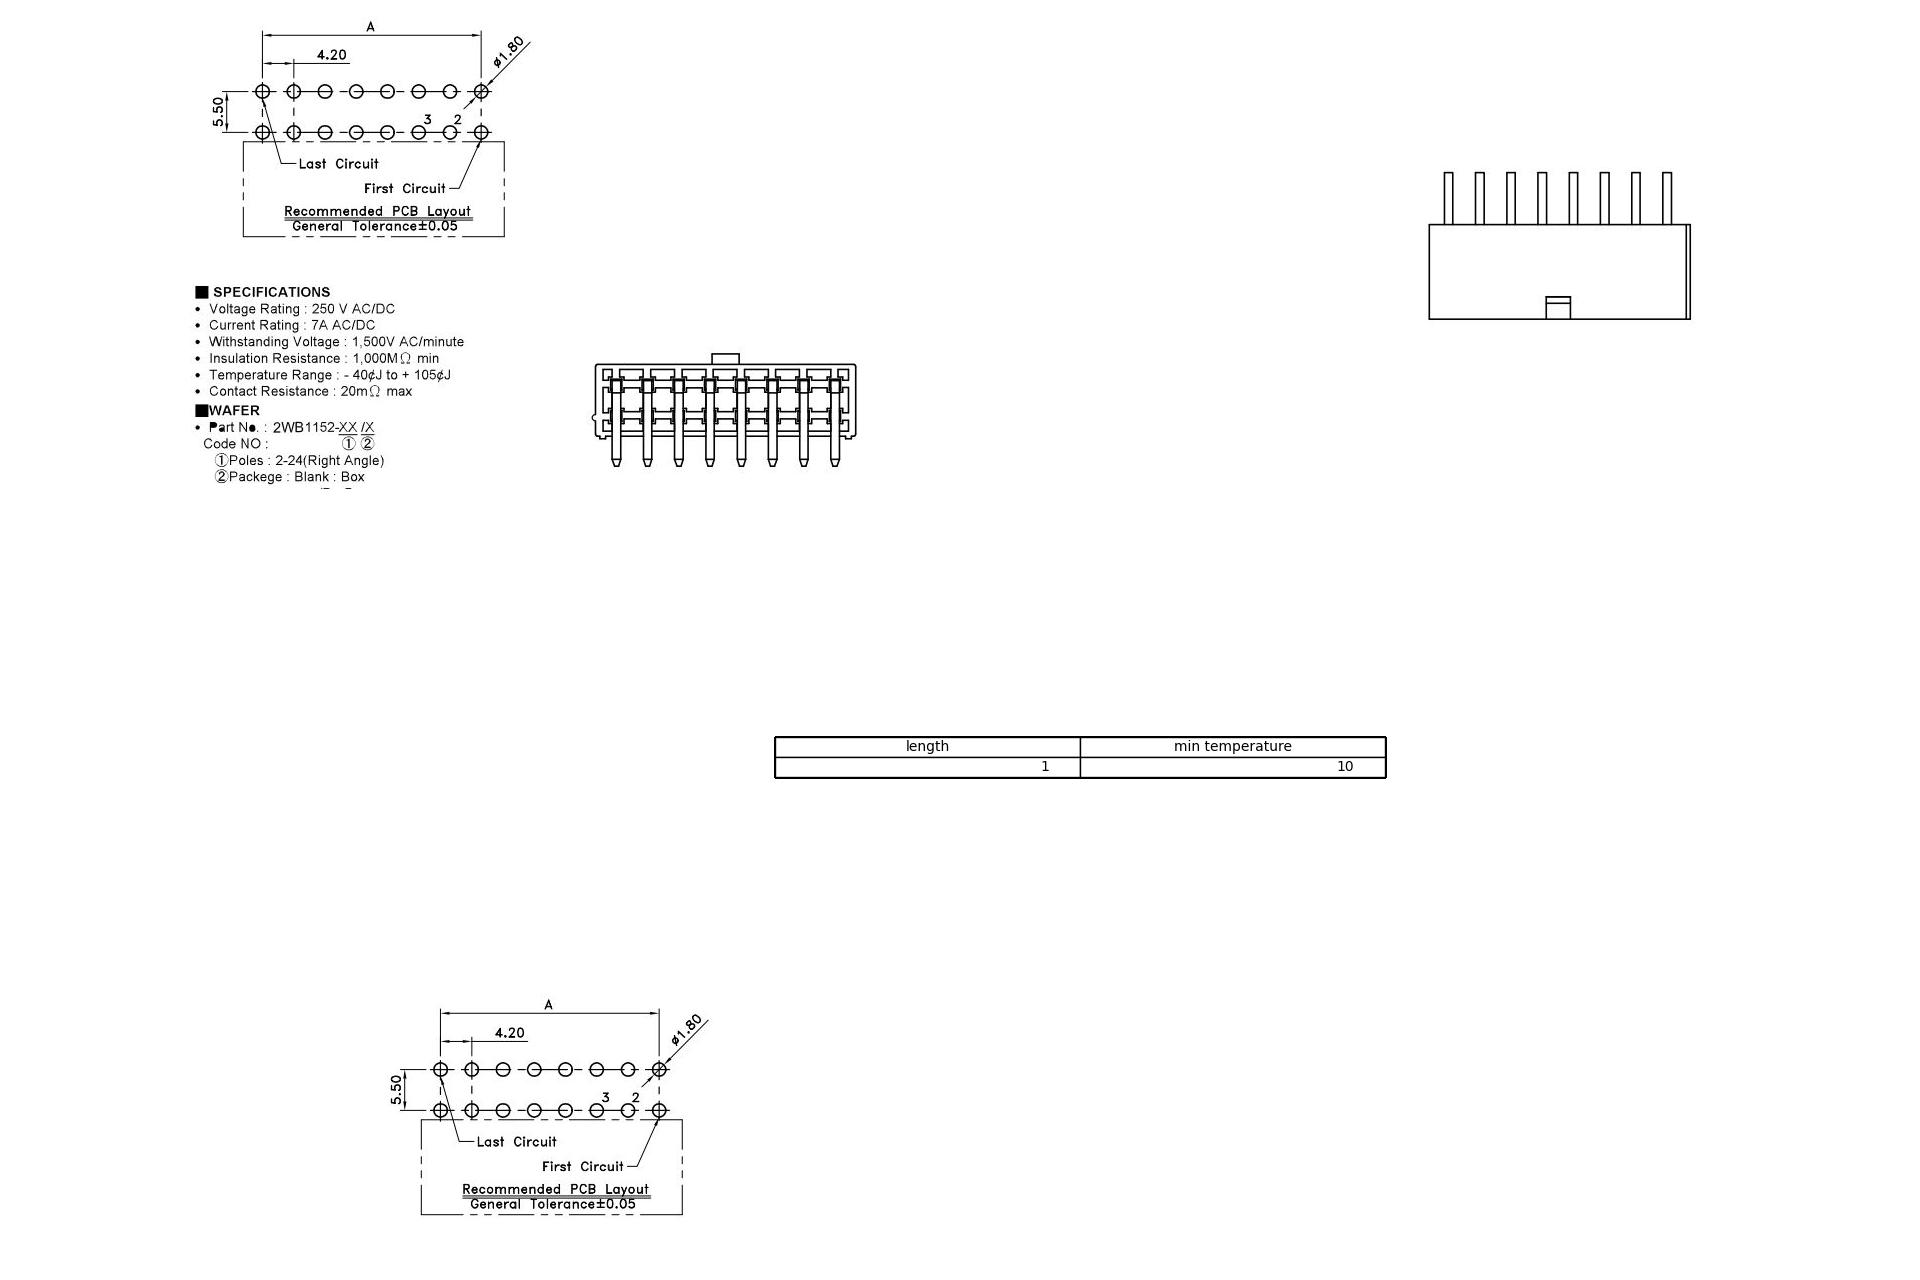 A
4.20
ø1.80
5.50
3 2
Last Circuit
First Circuit
Recommended PCB Layout
General Tolerance±0.05
■ SPECIFICATIONS
• Voltage Rating : 250 V AC/DC
• Current Rating : 7A AC/DC
• Withstanding Voltage : 1,500V AC/minute
• Insulation Resistance : 1,000MΩ min
• Temperature Range : - 40¢J to + 105¢J
• Contact Resistance : 20mΩ max
■WAFER
• Part No. : 2WB1152-XX /X
Code NO : ① ②
①Poles : 2-24(Right Angle)
②Packege : Blank : Box
length min temperature
1 10
A
4.20
ø1.80
5.50
3 2
Last Circuit
First Circuit
Recommended PCB Layout
General Tolerance±0.05